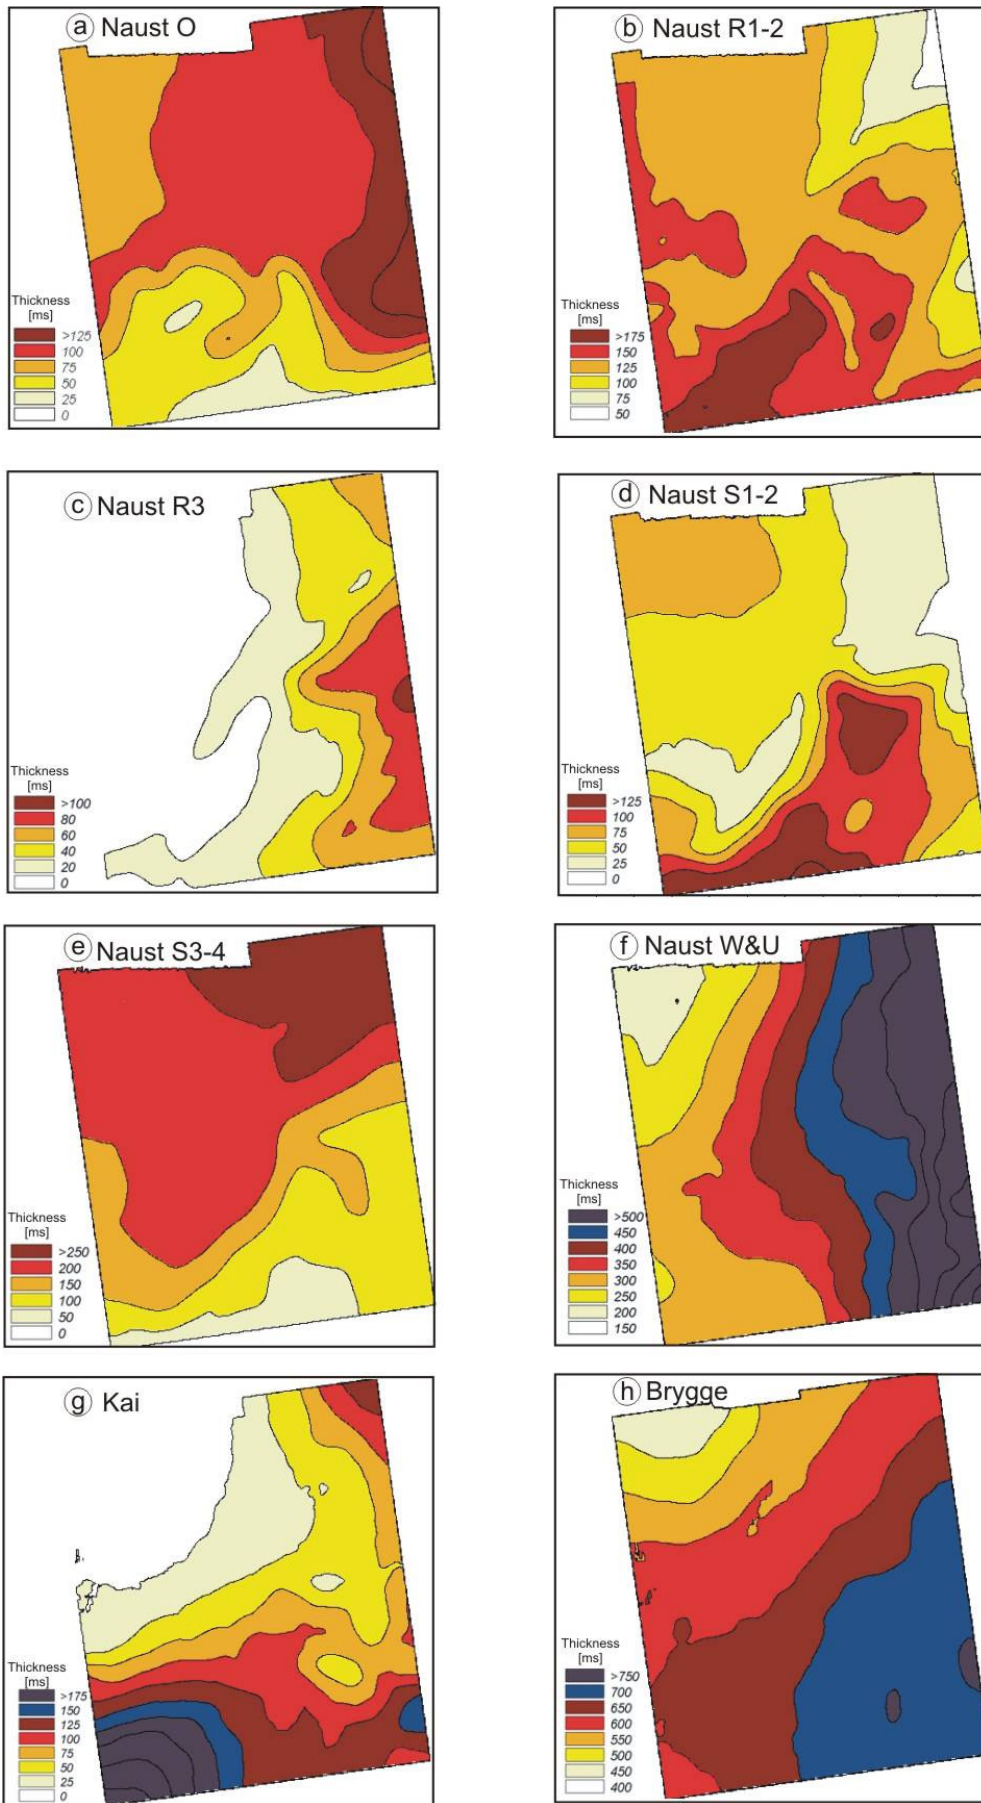 a Naust O
Thickness
[ms]
>125
100
75
50
25
0
b Naust R1-2
Thickness
[ms]
>175
150
125
100
75
50
c Naust R3
Thickness
[ms]
>100
80
60
40
20
0
d Naust S1-2
Thickness
[ms]
>125
100
75
50
25
0
e Naust S3-4
Thickness
[ms]
>250
200
150
100
50
0
f Naust W&U
Thickness
[ms]
>500
450
400
350
300
250
200
150
g Kai
Thickness
[ms]
>175
150
125
100
75
50
25
0
h Brygge
Thickness
[ms]
>750
700
650
600
550
500
450
400